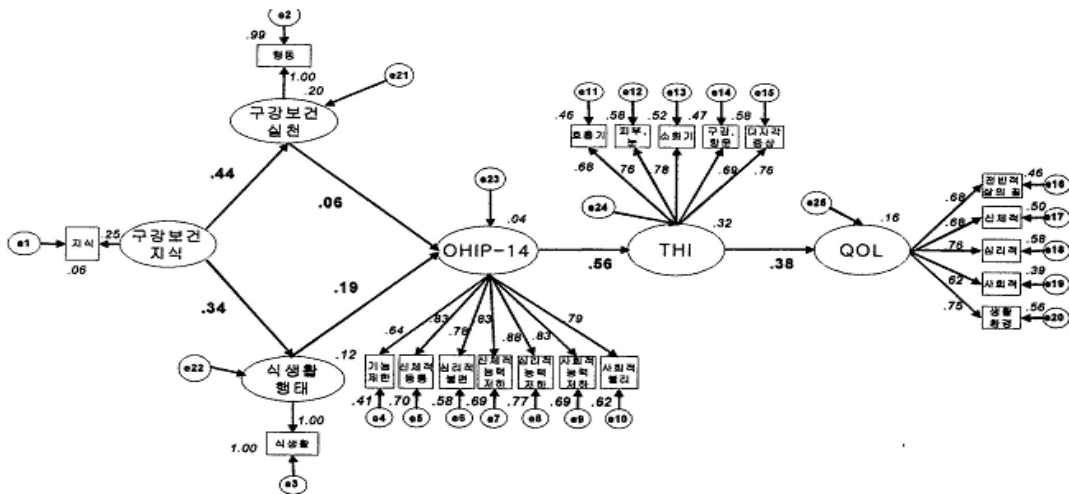 e2
.99
행동
1.00
.20
e21
구강보건
실천
.44
.06
e1
지식
.25
.06
구강보건
지식
.34
.19
e22
.12
식생활
행태
1.00
식생활
1.00
e3
e23
.04
OHIP-14
.56
.64
.83
.78
.83
.88
.83
.79
기능
제한
신체적
동통
심리적
불편
신체적
능력
저하
심리적
능력
저하
사회적
능력
저하
사회적
불리
.41
.70
.58
.69
.77
.69
.62
e4
e5
e6
e7
e8
e9
e10
e11
e12
e13
e14
e15
.46
.58
.52
.47
.58
호흡기
피부,
눈
소화기
구강,
항문
다자각
증상
.68
.76
.78
.69
.76
e24
.32
THI
.38
e25
.16
QOL
.68
.68
.76
.62
.75
전반적
삶의 질
.46
e16
신체적
.50
e17
심리적
.58
e18
사회적
.39
e19
생활
환경
.56
e20